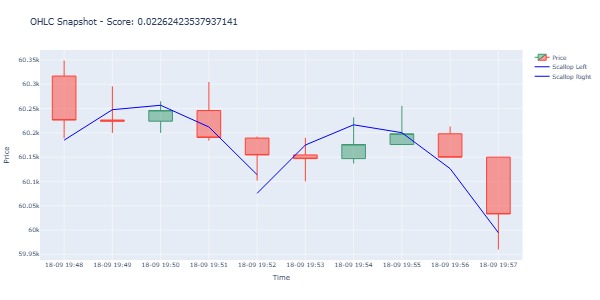 OHLC Snapshot - Score: 0.02262423537937141
60.35k
60.3k
60.25k
60.2k
60.15k
60.1k
60.05k
60k
59.95k
Price
18-09 19:48
18-09 19:49
18-09 19:50
18-09 19:51
18-09 19:52
18-09 19:53
18-09 19:54
18-09 19:55
18-09 19:56
18-09 19:57
Time
Price
Scallop Left
Scallop Right